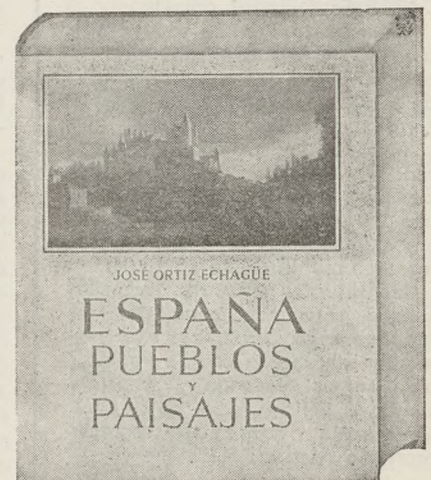 JOSÉ ORTIZ ECHAGÜE
ESPAÑA
PUEBLOS
Y
PAISAJES